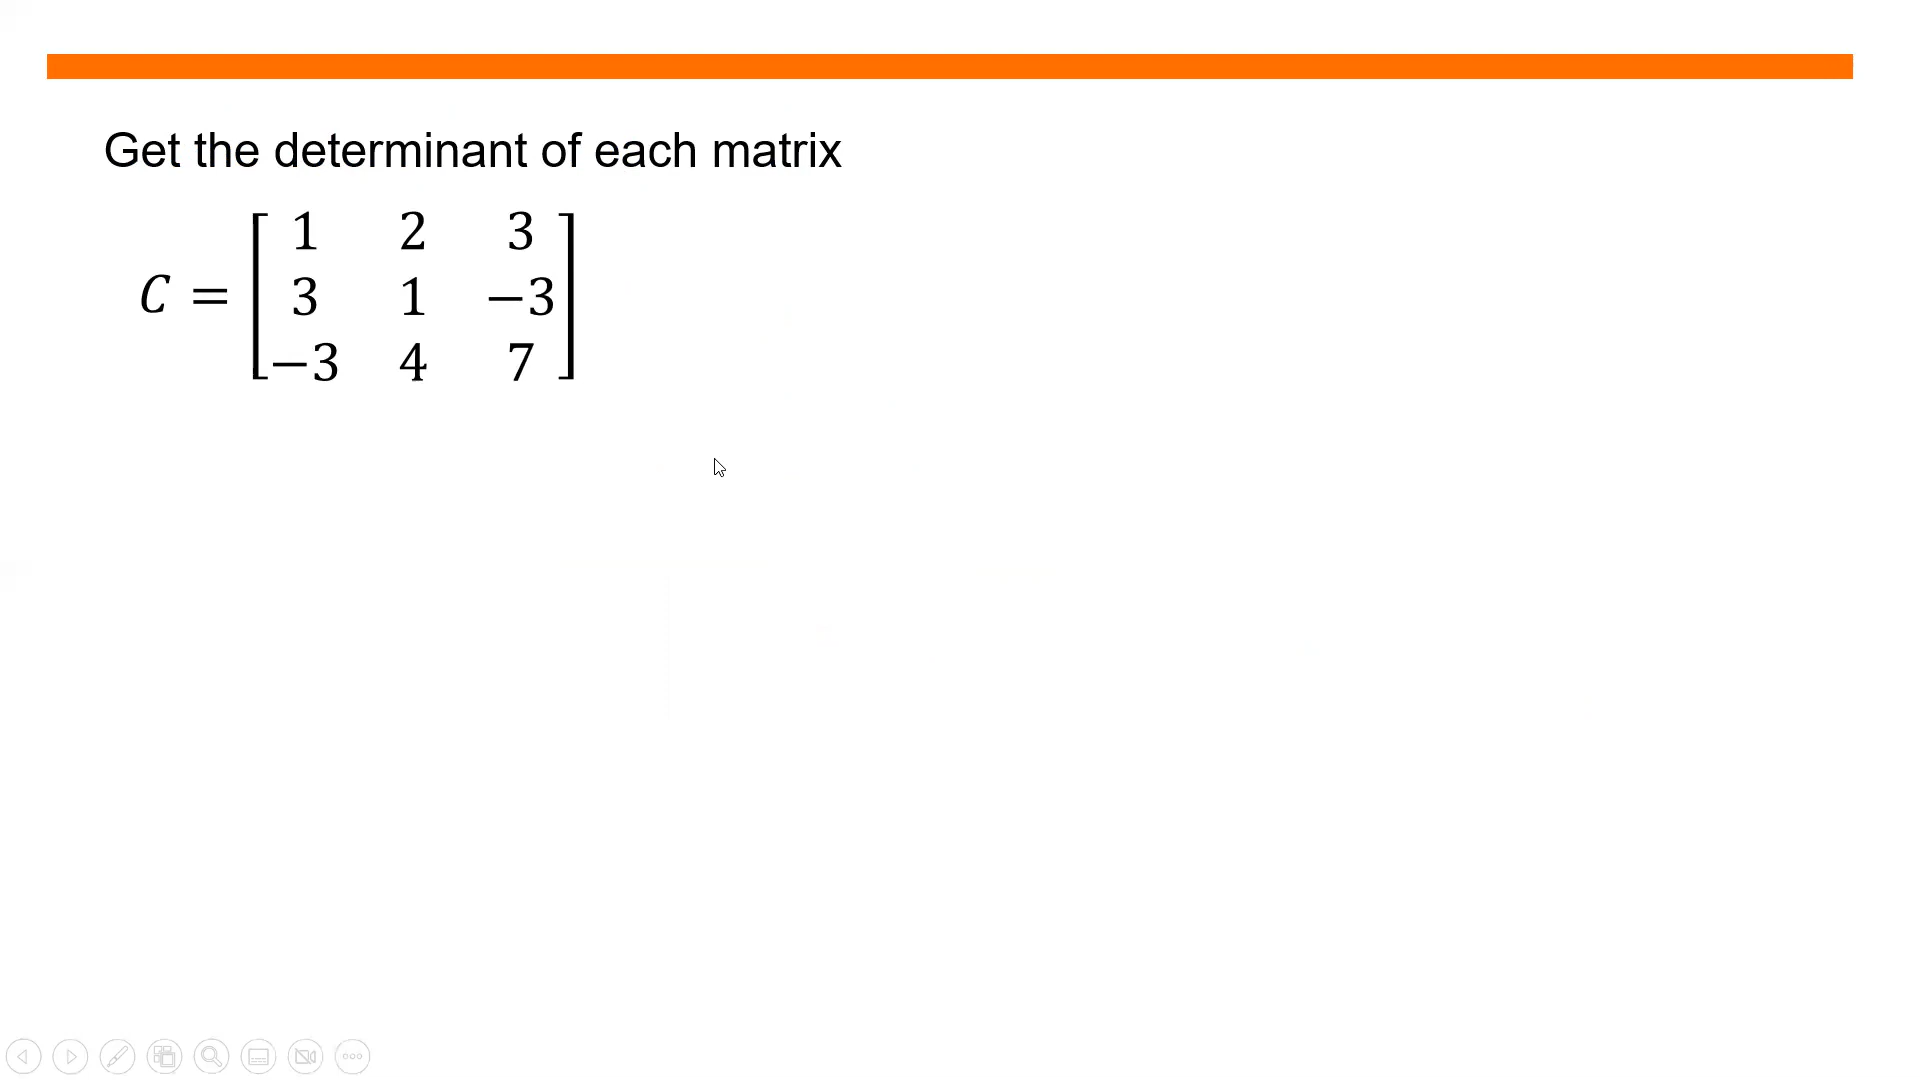 Get the determinant of each matrix
1 2 3
C = 3 1 −3
−3 4 7